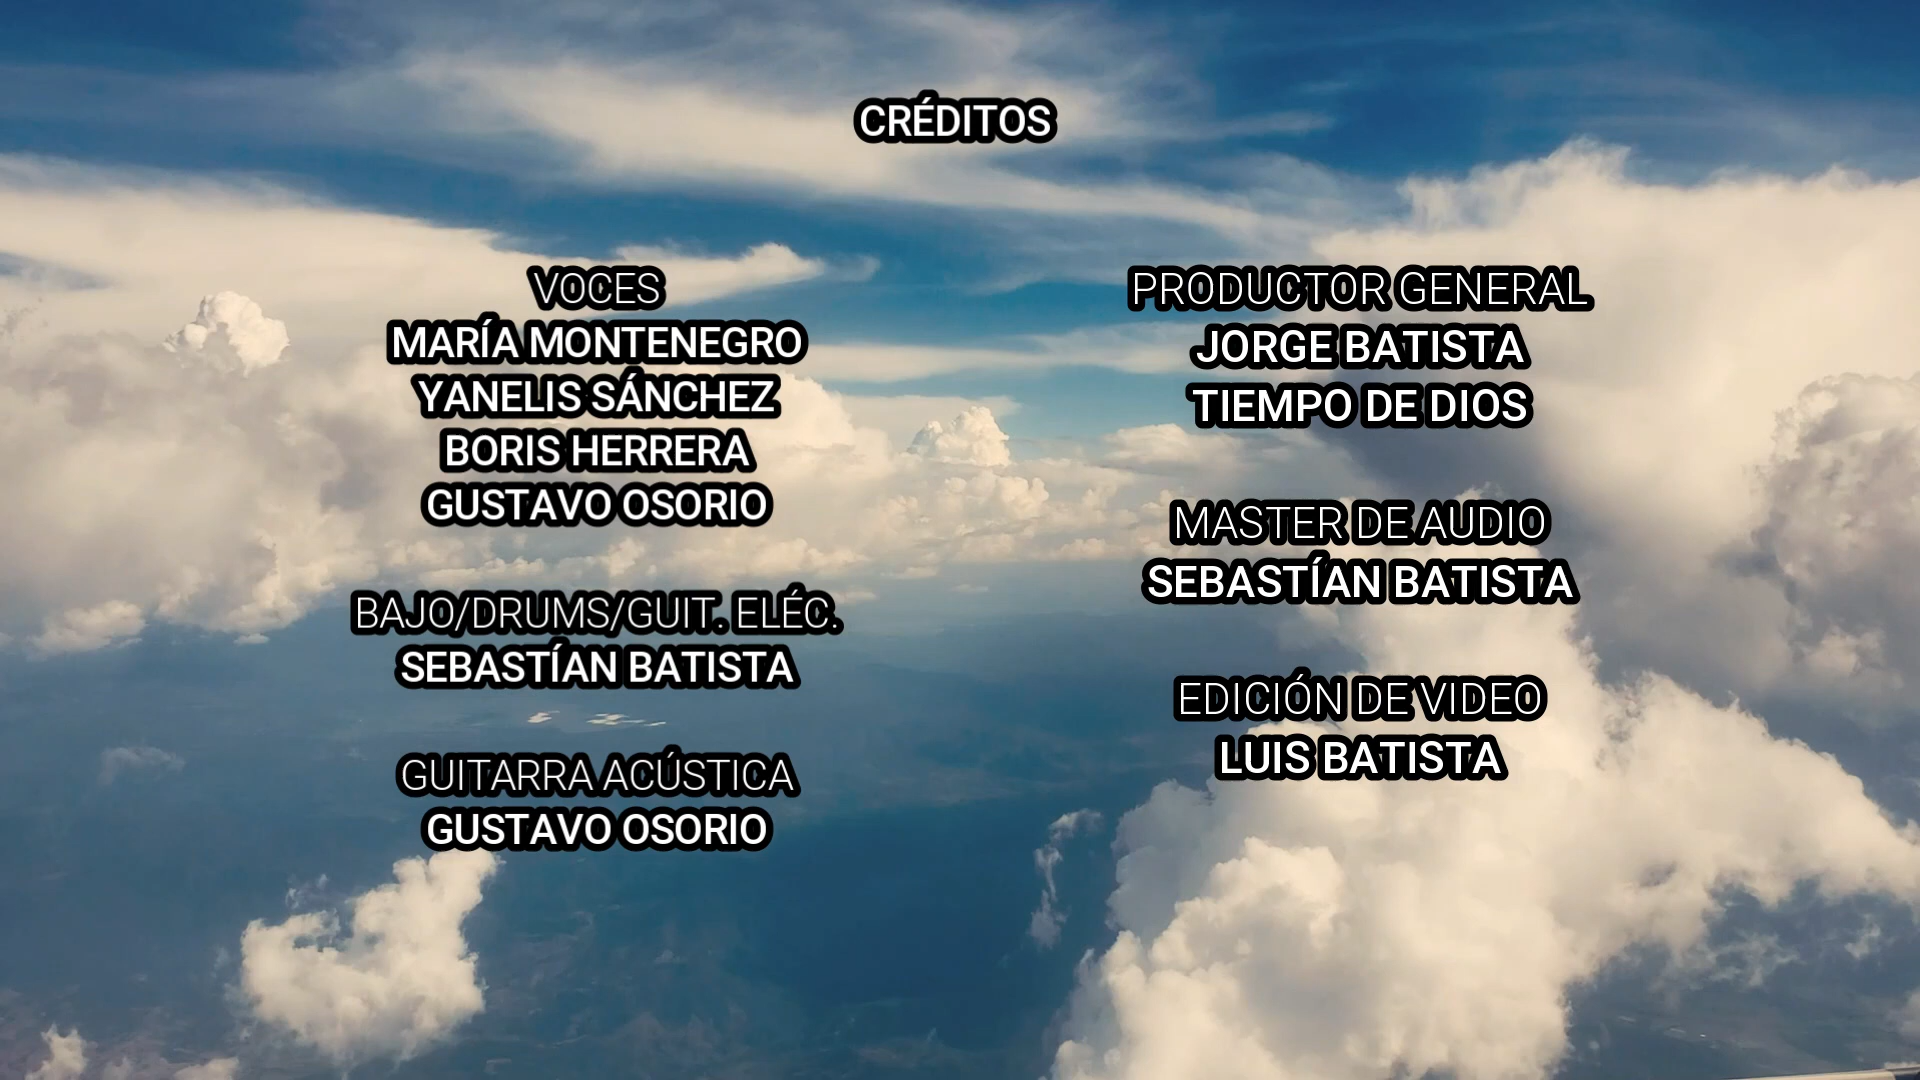 CRÉDITOS
VOCES
MARÍA MONTENEGRO
YANELIS SÁNCHEZ
BORIS HERRERA
GUSTAVO OSORIO
BAJO/DRUMS/GUIT. ELÉC.
SEBASTÍAN BATISTA
GUITARRA ACÚSTICA
GUSTAVO OSORIO
PRODUCTOR GENERAL
JORGE BATISTA
TIEMPO DE DIOS
MASTER DE AUDIO
SEBASTÍAN BATISTA
EDICIÓN DE VIDEO
LUIS BATISTA